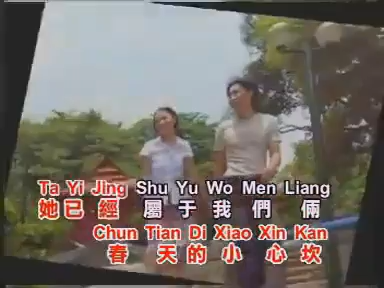 Ta Yi Jing Shu Yu Wo Men Liang
她已經 屬于我們 倆
Chun Tian Di Xiao Xin Kan
春 天的小 心 坎